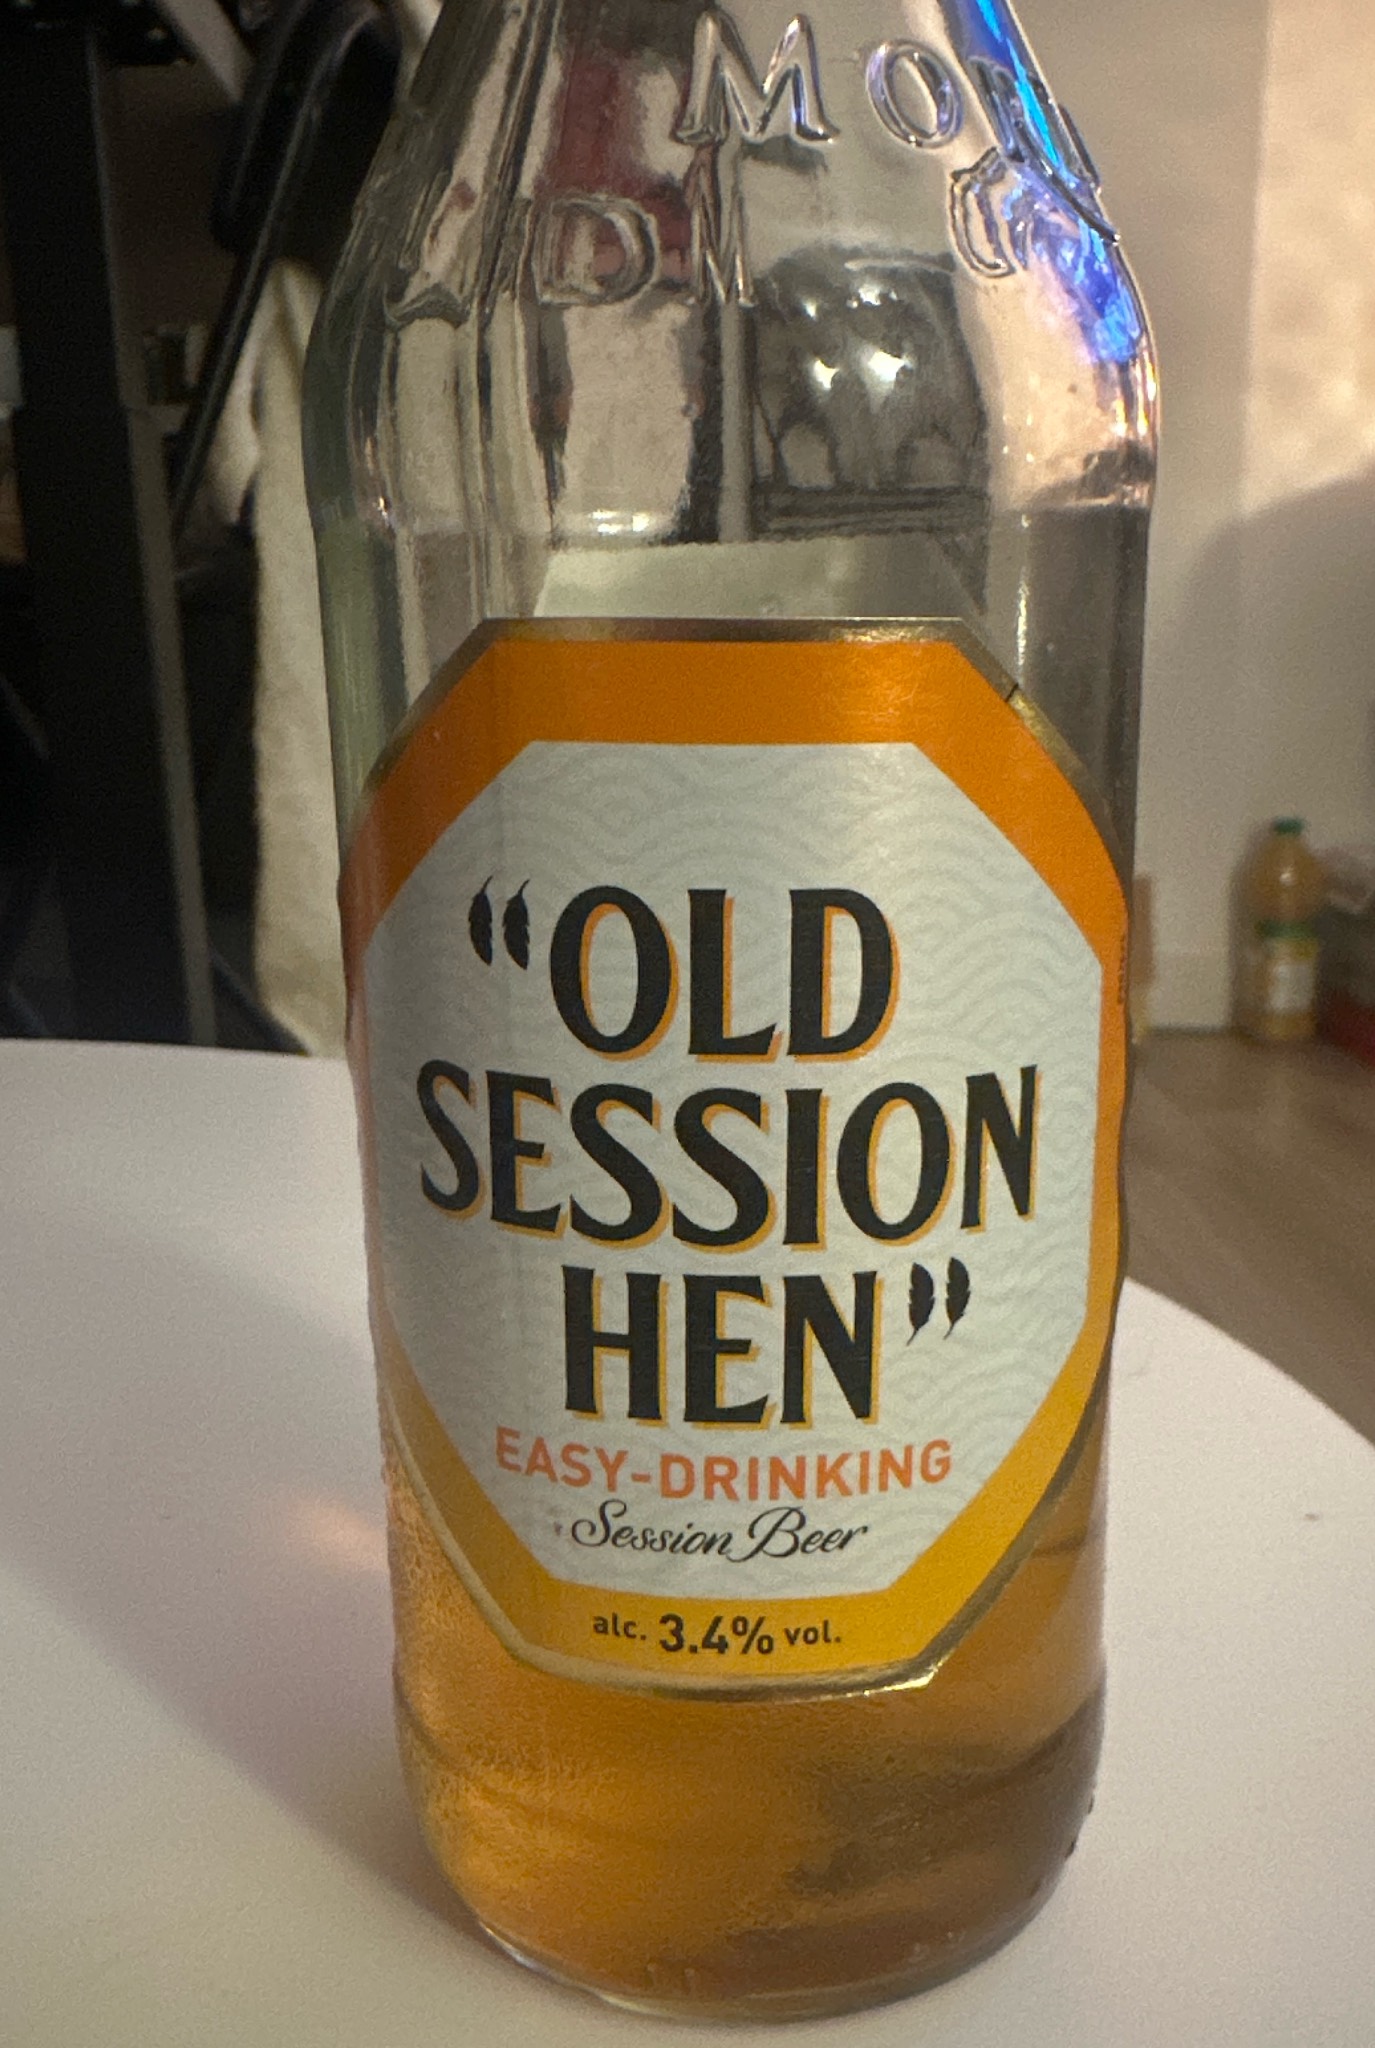 “OLD
SESSION
HEN”
EASY-DRINKING
Session Beer
alc. 3.4% vol.